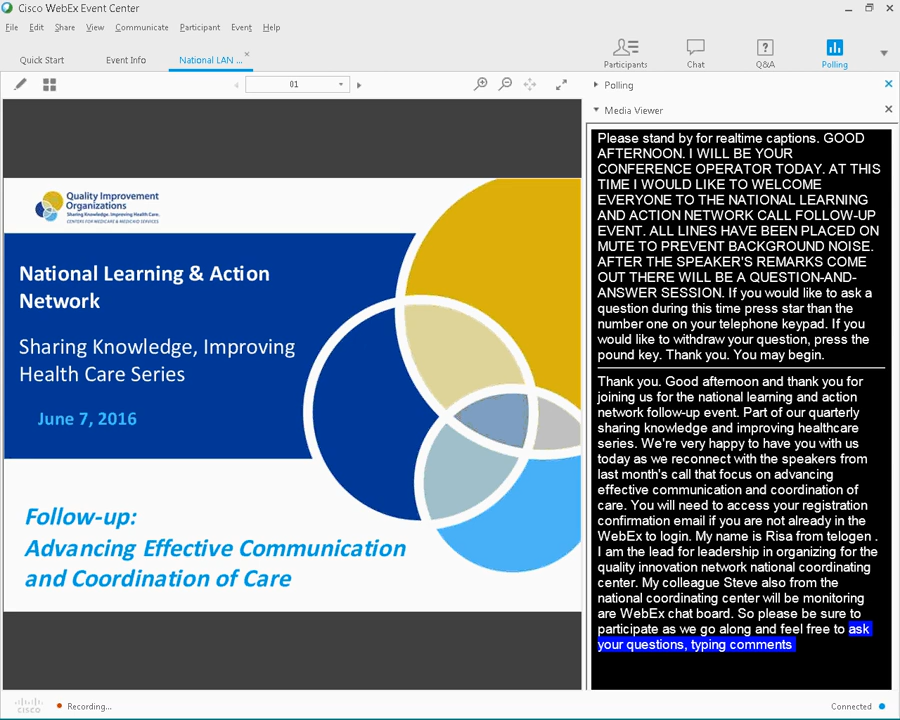 Cisco WebEx Event Center
File Edit Share View Communicate Participant Event Help
Quick Start Event Info National LAN ...
Participants Chat Q&A Polling
01
Polling
Media Viewer
Quality Improvement
Organizations
Sharing Knowledge. Improving Health Care.
CENTERS FOR MEDICARE & MEDICAID SERVICES
National Learning & Action
Network
Sharing Knowledge, Improving
Health Care Series
June 7, 2016
Follow-up:
Advancing Effective Communication
and Coordination of Care
Please stand by for realtime captions. GOOD
AFTERNOON. I WILL BE YOUR
CONFERENCE OPERATOR TODAY. AT THIS
TIME I WOULD LIKE TO WELCOME
EVERYONE TO THE NATIONAL LEARNING
AND ACTION NETWORK CALL FOLLOW-UP
EVENT. ALL LINES HAVE BEEN PLACED ON
MUTE TO PREVENT BACKGROUND NOISE.
AFTER THE SPEAKER'S REMARKS COME
OUT THERE WILL BE A QUESTION-AND-
ANSWER SESSION. If you would like to ask a
question during this time press star than the
number one on your telephone keypad. If you
would like to withdraw your question, press the
pound key. Thank you. You may begin.
Thank you. Good afternoon and thank you for
joining us for the national learning and action
network follow-up event. Part of our quarterly
sharing knowledge and improving healthcare
series. We're very happy to have you with us
today as we reconnect with the speakers from
last month's call that focus on advancing
effective communication and coordination of
care. You will need to access your registration
confirmation email if you are not already in the
WebEx to login. My name is Risa from telogen .
I am the lead for leadership in organizing for the
quality innovation network national coordinating
center. My colleague Steve also from the
national coordinating center will be monitoring
are WebEx chat board. So please be sure to
participate as we go along and feel free to ask
your questions, typing comments
cisco Recording...
Connected